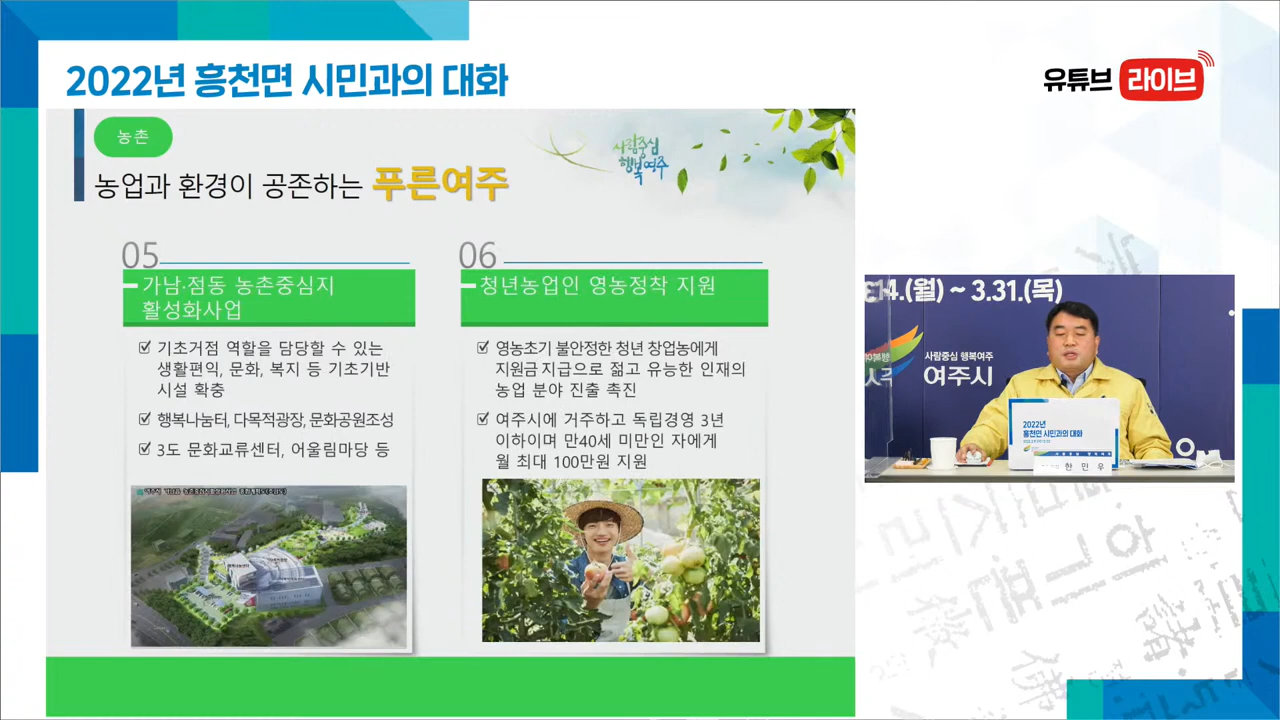 2022년 흥천면 시민과의 대화
유튜브 라이브
농촌
사람중심
행복여주
농업과 환경이 공존하는 푸른여주
05
가남·점동 농촌중심지
활성화사업
기초거점 역할을 담당할 수 있는
생활편익, 문화, 복지 등 기초기반
시설 확충
행복나눔터, 다목적광장, 문화공원조성
3도 문화교류센터, 어울림마당 등
06
청년농업인 영농정착 지원
영농초기 불안정한 청년 창업농에게
지원금 지급으로 젊고 유능한 인재의
농업 분야 진출 촉진
여주시에 거주하고 독립경영 3년
이하이며 만40세 미만인 자에게
월 최대 100만원 지원
14.(월) ~ 3.31.(목)
사람중심 행복여주
여주시
2022년
흥천면 시민과의 대화
한 민 우